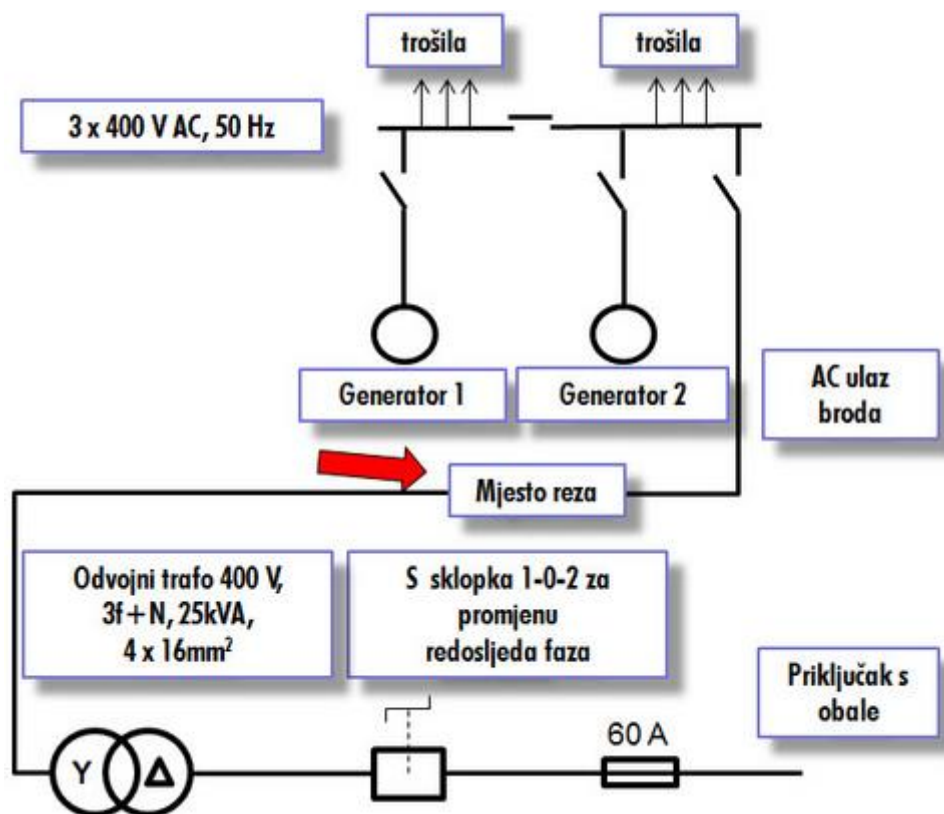 trošila
trošila
3 x 400 V AC, 50 Hz
Generator 1
Generator 2
AC ulaz
broda
Mjesto reza
Odvojni trafo 400 V,
3f+N, 25kVA,
4 x 16mm²
S sklopka 1-0-2 za
promjenu
redosljeda faza
Priključak s
obale
60 A
Y
Δ